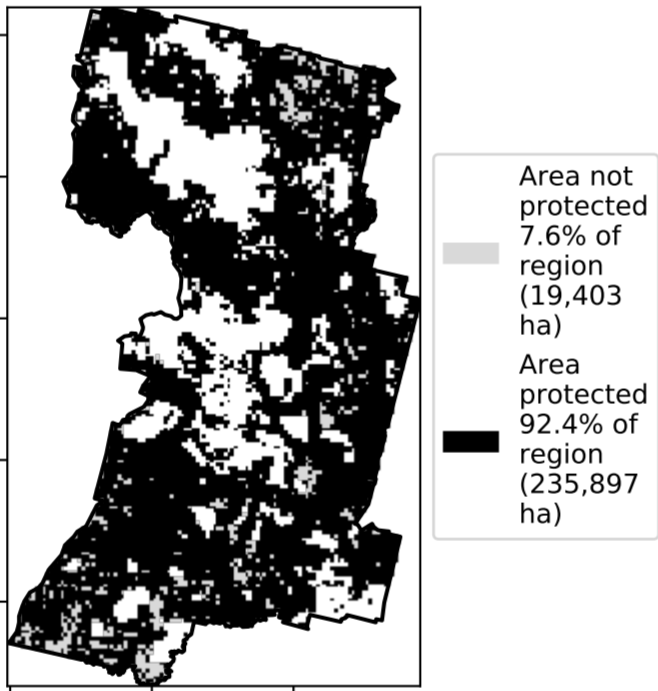 Area not
protected
7.6% of
region
(19,403
ha)
Area
protected
92.4% of
region
(235,897
ha)